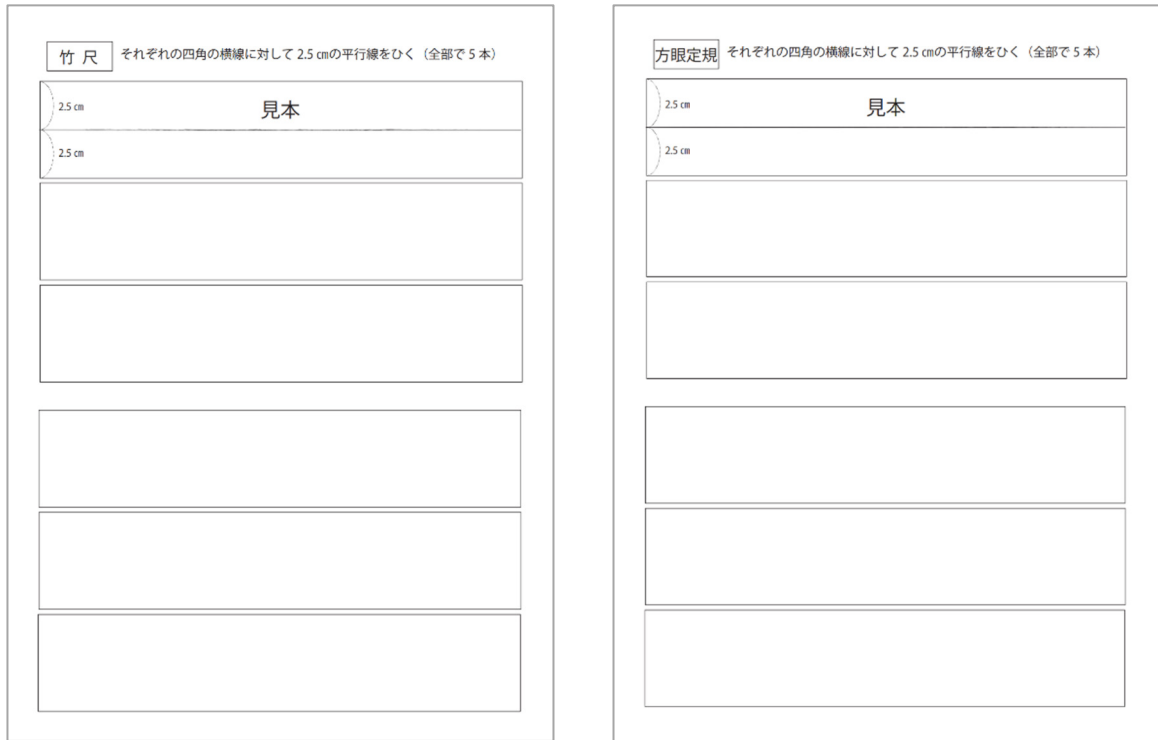 竹 尺 それぞれの四角の横線に対して 2.5 ㎝の平行線をひく（全部で 5 本）
2.5 ㎝
見本
2.5 ㎝
方眼定規 それぞれの四角の横線に対して 2.5 ㎝の平行線をひく（全部で 5 本）
2.5 ㎝
見本
2.5 ㎝